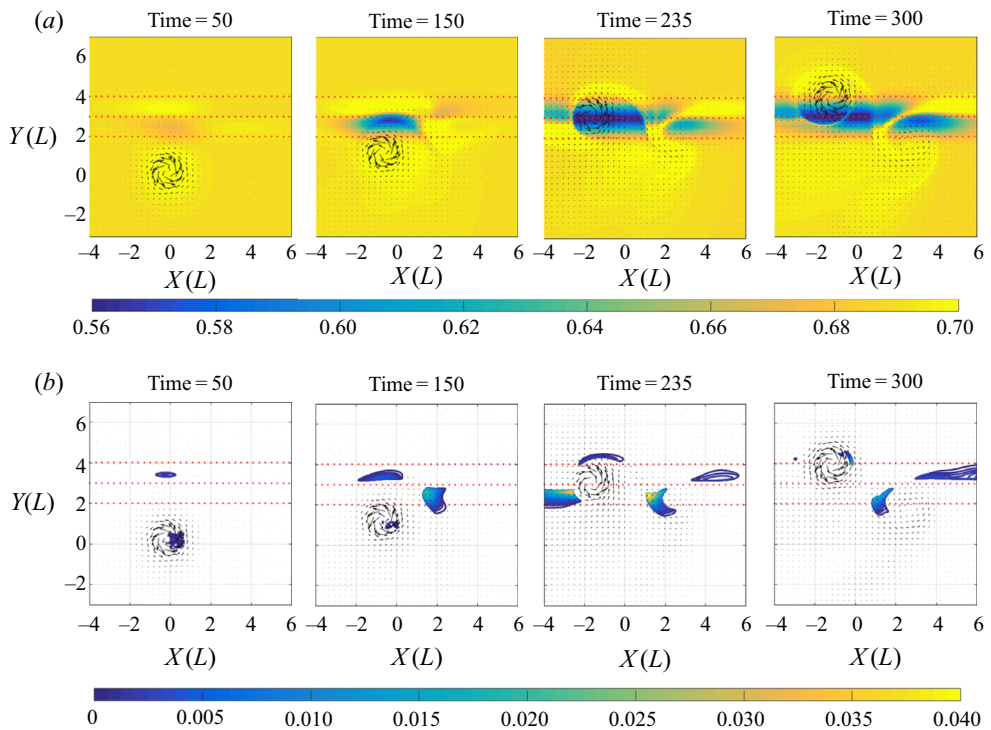 (a) Time = 50 Time = 150 Time = 235 Time = 300
6
4
Y(L) 2
0
–2
–4 –2 0 2 4 6 –4 –2 0 2 4 6 –4 –2 0 2 4 6 –4 –2 0 2 4 6
X(L) X(L) X(L) X(L)
0.56 0.58 0.60 0.62 0.64 0.66 0.68 0.70
(b) Time = 50 Time = 150 Time = 235 Time = 300
6
4
Y(L) 2
0
–2
–4 –2 0 2 4 6 –4 –2 0 2 4 6 –4 –2 0 2 4 6 –4 –2 0 2 4 6
X(L) X(L) X(L) X(L)
0 0.005 0.010 0.015 0.020 0.025 0.030 0.035 0.040